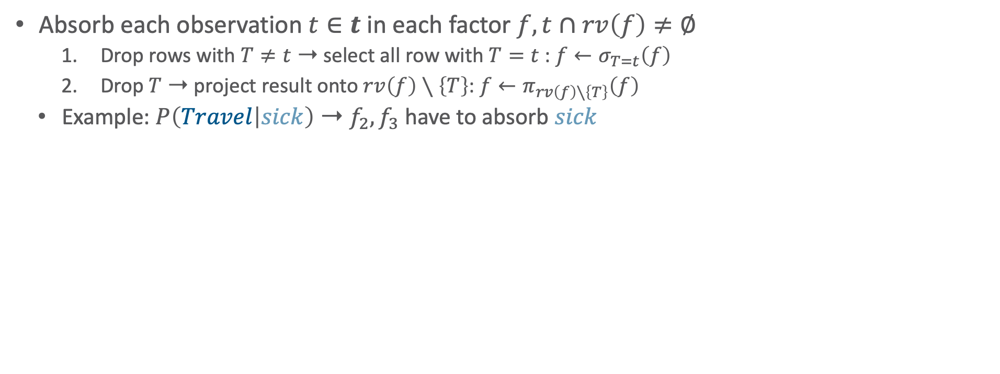 • Absorb each observation t ∈ 𝒕 in each factor f, t ∩ rv(f) ≠ ∅
1. Drop rows with T ≠ t → select all row with T = t : f ← σ_{T=t}(f)
2. Drop T → project result onto rv(f) \ {T}: f ← π_{rv(f)\{T}}(f)
• Example: P(Travel|sick) → f₂, f₃ have to absorb sick